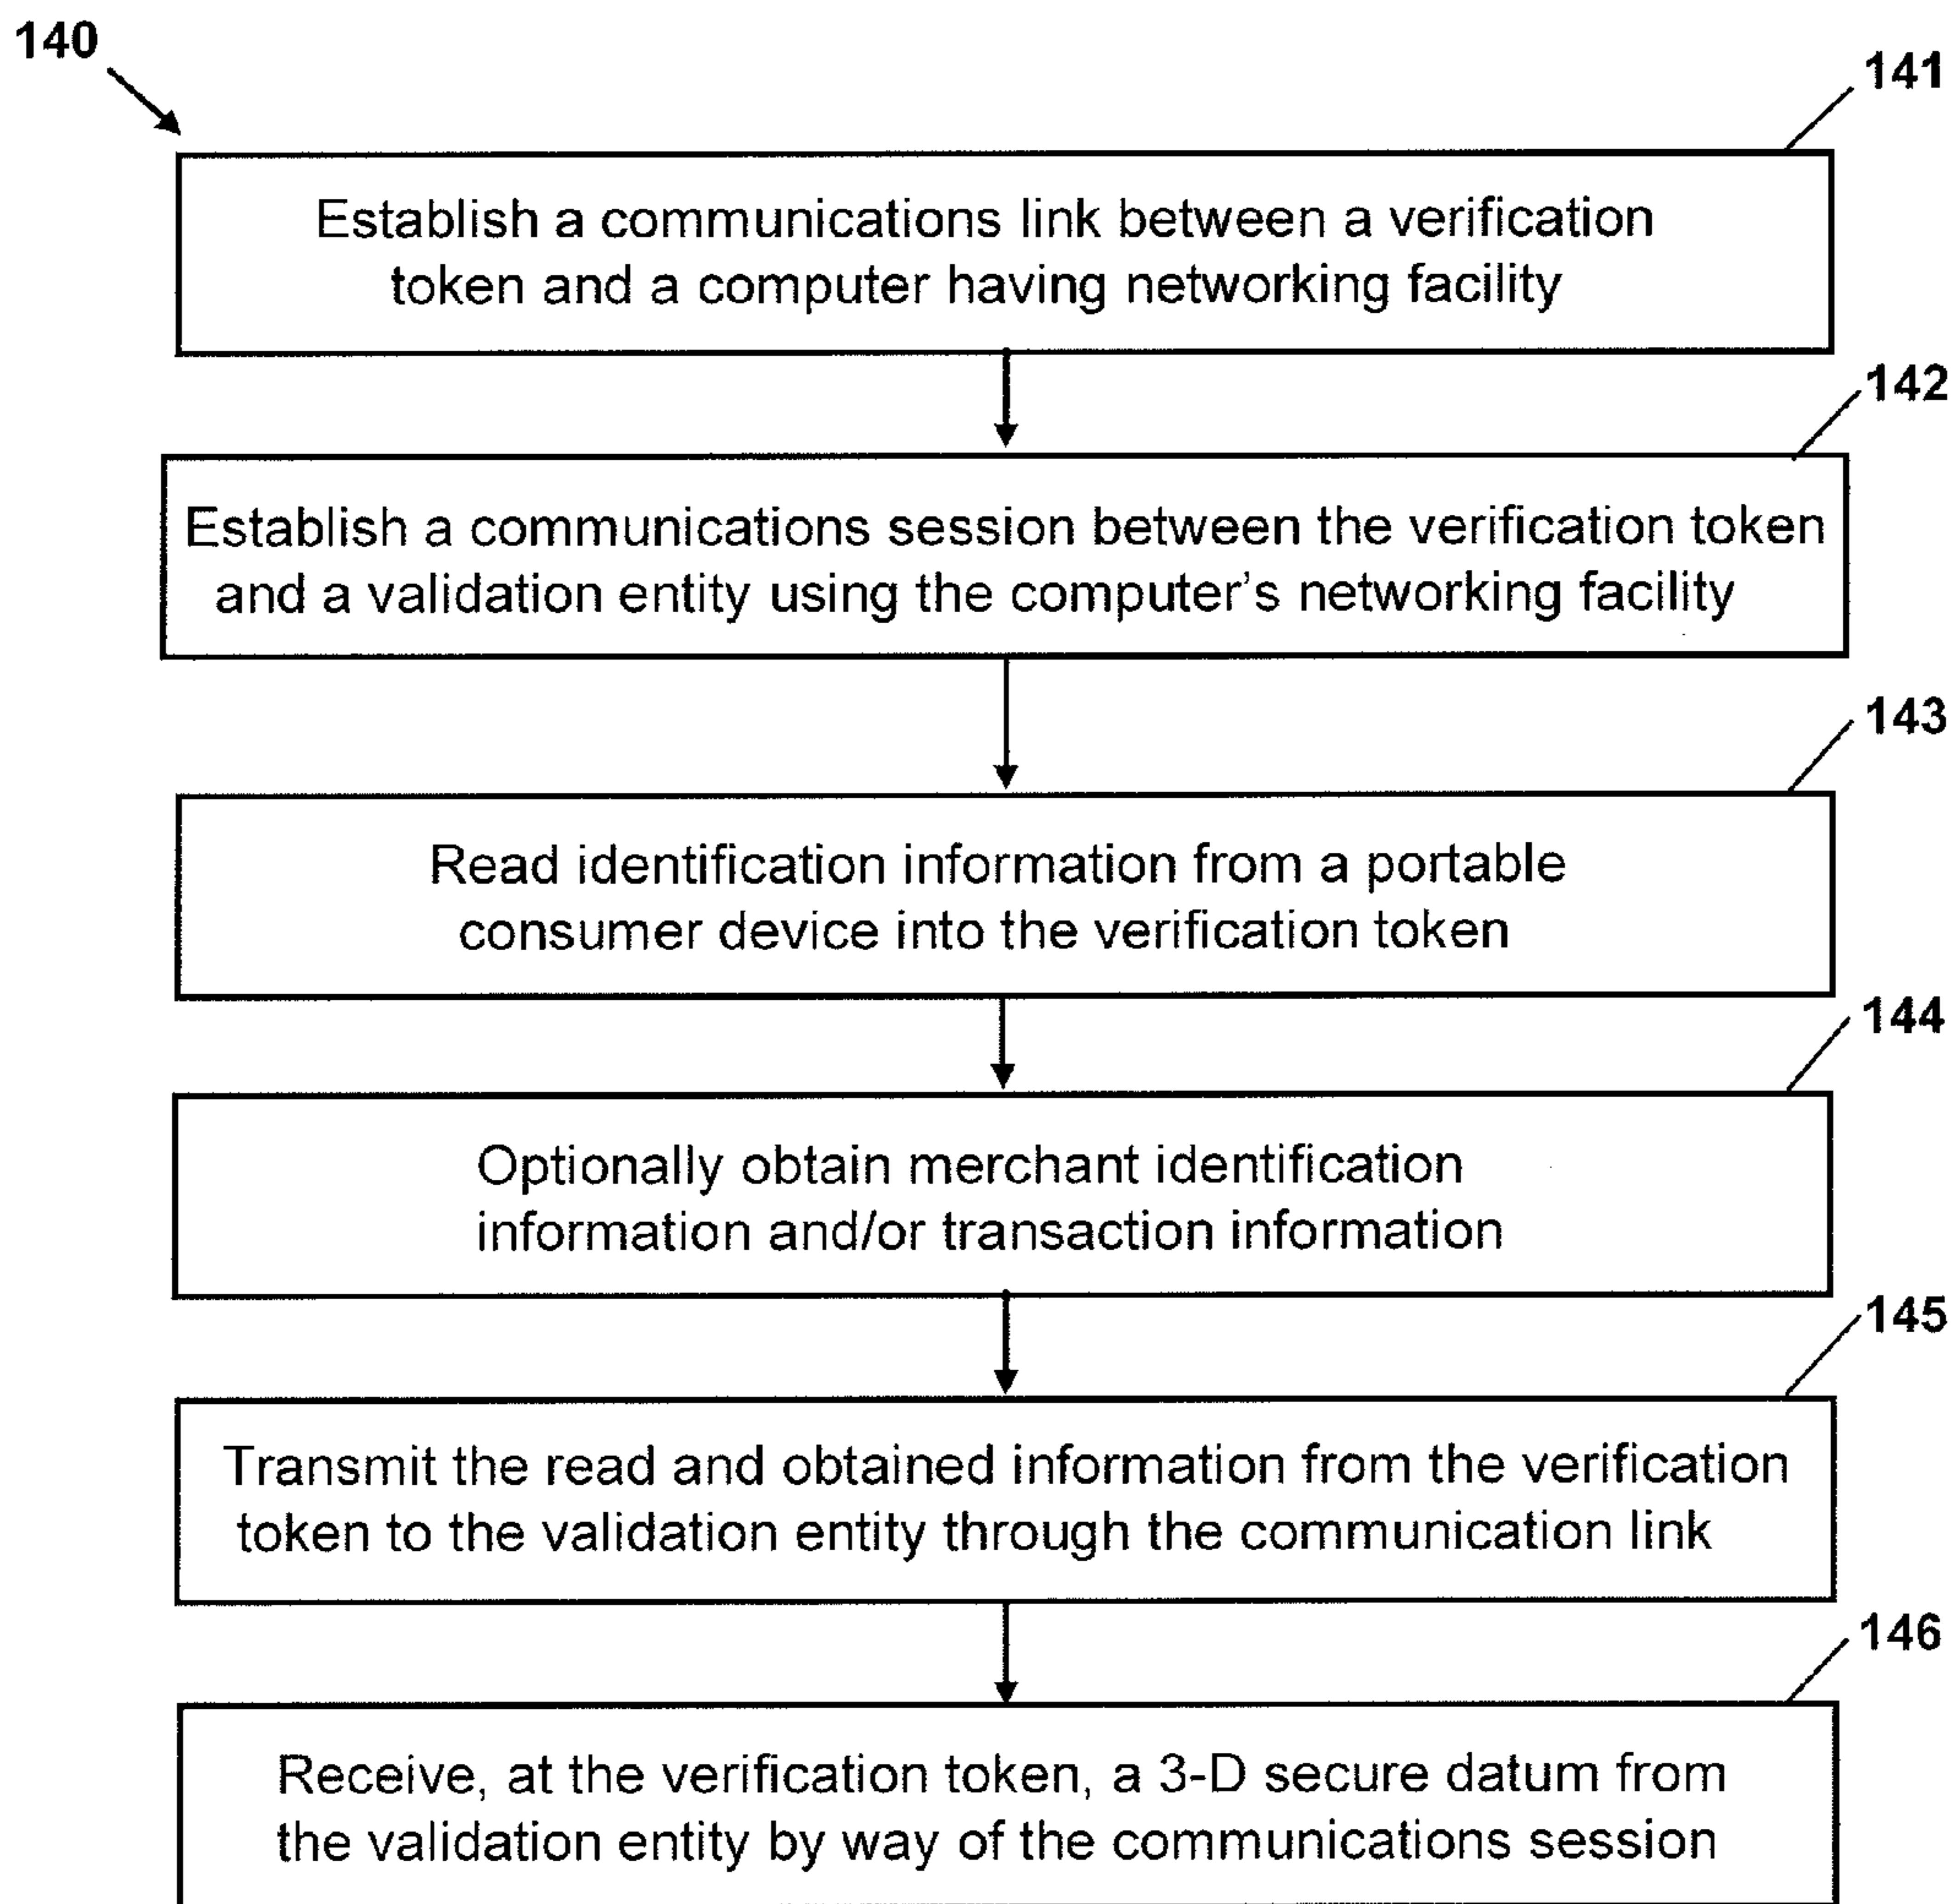 140
141
Establish a communications link between a verification
token and a computer having networking facility
142
Establish a communications session between the verification token
and a validation entity using the computer's networking facility
143
Read identification information from a portable
consumer device into the verification token
144
Optionally obtain merchant identification
information and/or transaction information
145
Transmit the read and obtained information from the verification
token to the validation entity through the communication link
146
Receive, at the verification token, a 3-D secure datum from
the validation entity by way of the communications session